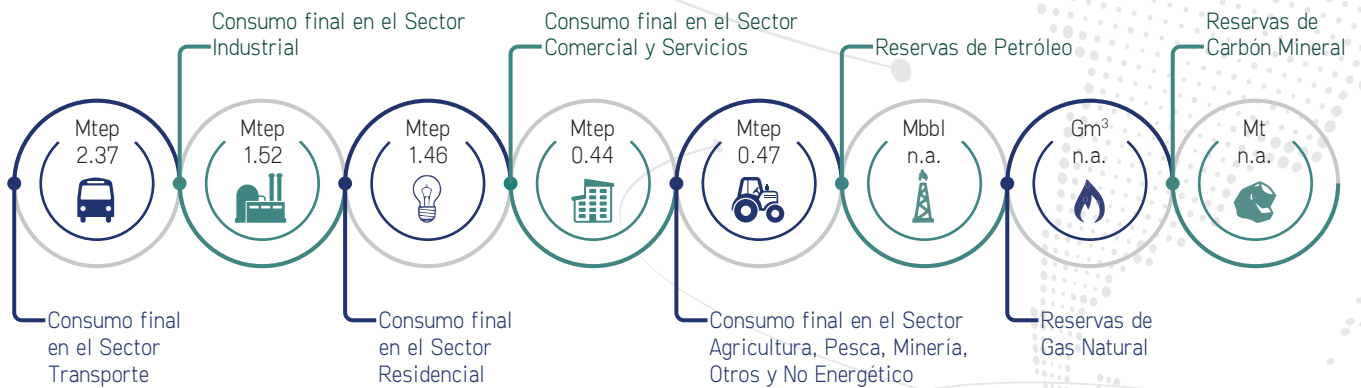 Consumo final en el Sector
Industrial
Consumo final en el Sector
Comercial y Servicios
Reservas de Petróleo
Reservas de
Carbón Mineral
Mtep
2.37
Mtep
1.52
Mtep
1.46
Mtep
0.44
Mtep
0.47
Mbbl
n.a.
Gm³
n.a.
Mt
n.a.
Consumo final
en el Sector
Transporte
Consumo final
en el Sector
Residencial
Consumo final en el Sector
Agricultura, Pesca, Minería,
Otros y No Energético
Reservas de
Gas Natural